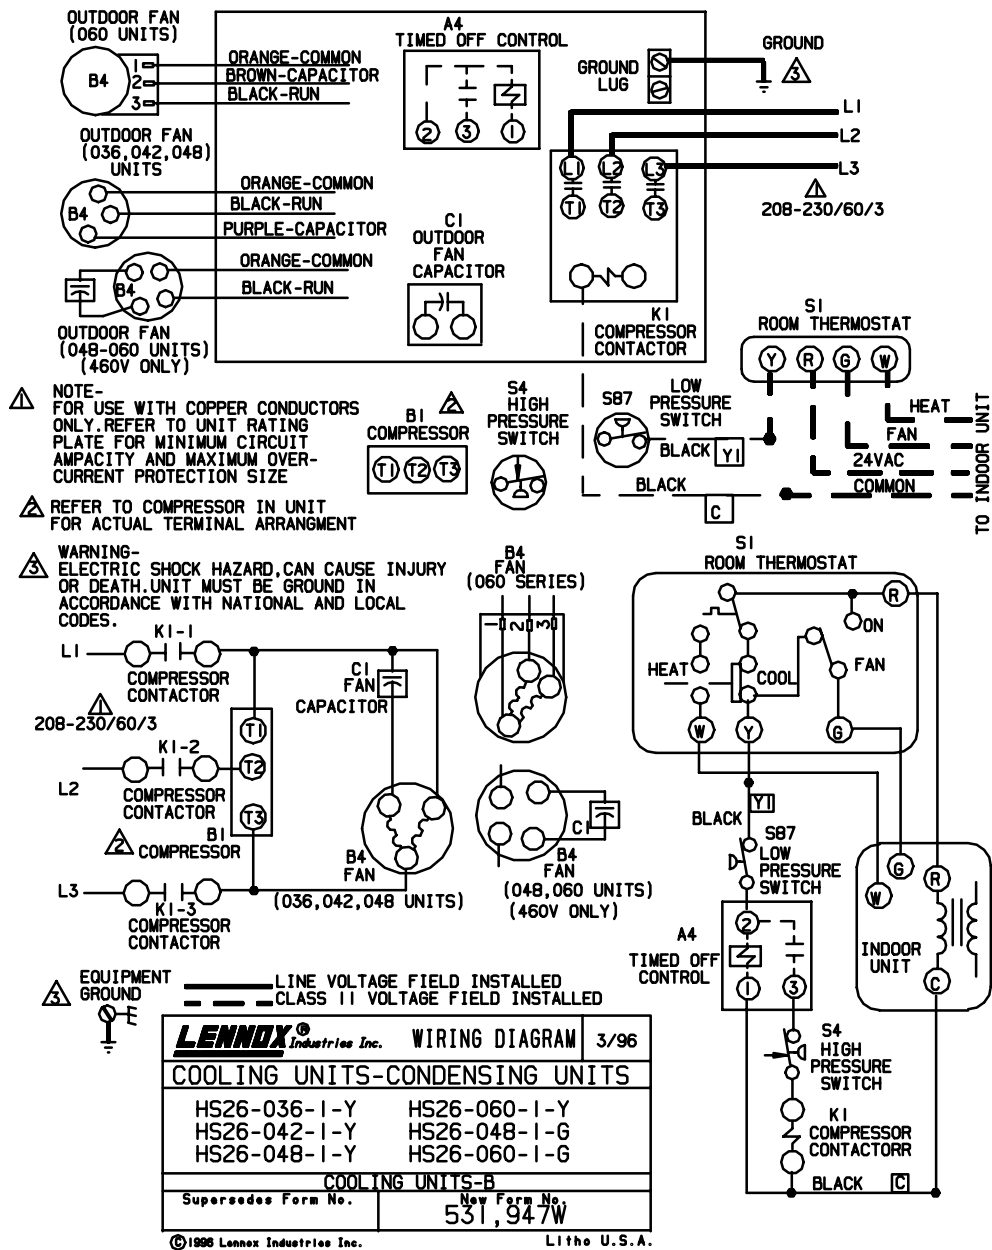 OUTDOOR FAN
(060 UNITS)
B4
1
2
3
ORANGE-COMMON
BROWN-CAPACITOR
BLACK-RUN
A4
TIMED OFF CONTROL
2
3
1
GROUND
LUG
GROUND
3
L1
L2
L3
1
208-230/60/3
L1
L2
L3
T1
T2
T3
K1
COMPRESSOR
CONTACTOR
OUTDOOR FAN
(036,042,048)
UNITS
B4
ORANGE-COMMON
BLACK-RUN
PURPLE-CAPACITOR
C1
OUTDOOR
FAN
CAPACITOR
B4
ORANGE-COMMON
BLACK-RUN
OUTDOOR FAN
(048-060 UNITS)
(460V ONLY)
S1
ROOM THERMOSTAT
Y
R
G
W
HEAT
FAN
24VAC
COMMON
TO INDOOR UNIT
1
NOTE-
FOR USE WITH COPPER CONDUCTORS
ONLY.REFER TO UNIT RATING
PLATE FOR MINIMUM CIRCUIT
AMPACITY AND MAXIMUM OVER-
CURRENT PROTECTION SIZE
B1
2
COMPRESSOR
T1
T2
T3
S4
HIGH
PRESSURE
SWITCH
S87
LOW
PRESSURE
SWITCH
BLACK
Y1
BLACK
C
2
REFER TO COMPRESSOR IN UNIT
FOR ACTUAL TERMINAL ARRANGMENT
3
WARNING-
ELECTRIC SHOCK HAZARD,CAN CAUSE INJURY
OR DEATH.UNIT MUST BE GROUND IN
ACCORDANCE WITH NATIONAL AND LOCAL
CODES.
L1
K1-1
COMPRESSOR
CONTACTOR
1
208-230/60/3
L2
K1-2
COMPRESSOR
CONTACTOR
T1
T2
T3
B1
2
COMPRESSOR
L3
K1-3
COMPRESSOR
CONTACTOR
C1
FAN
CAPACITOR
B4
FAN
(036,042,048 UNITS)
B4
FAN
(060 SERIES)
1
2
3
C1
B4
FAN
(048,060 UNITS)
(460V ONLY)
S1
ROOM THERMOSTAT
R
ON
HEAT
COOL
FAN
W
Y
G
BLACK
Y1
S87
LOW
PRESSURE
SWITCH
G
W
R
INDOOR
UNIT
C
A4
TIMED OFF
CONTROL
2
1
3
S4
HIGH
PRESSURE
SWITCH
K1
COMPRESSOR
CONTACTORR
BLACK
C
3
EQUIPMENT
GROUND
LINE VOLTAGE FIELD INSTALLED
CLASS II VOLTAGE FIELD INSTALLED
LENNOX® Industries Inc.
WIRING DIAGRAM
3/96
COOLING UNITS-CONDENSING UNITS
HS26-036-1-Y HS26-060-1-Y
HS26-042-1-Y HS26-048-1-G
HS26-048-1-Y HS26-060-1-G
COOLING UNITS-B
Supersedes Form No.
New Form No.
531,947W
©1996 Lennox Industries Inc.
Litho U.S.A.